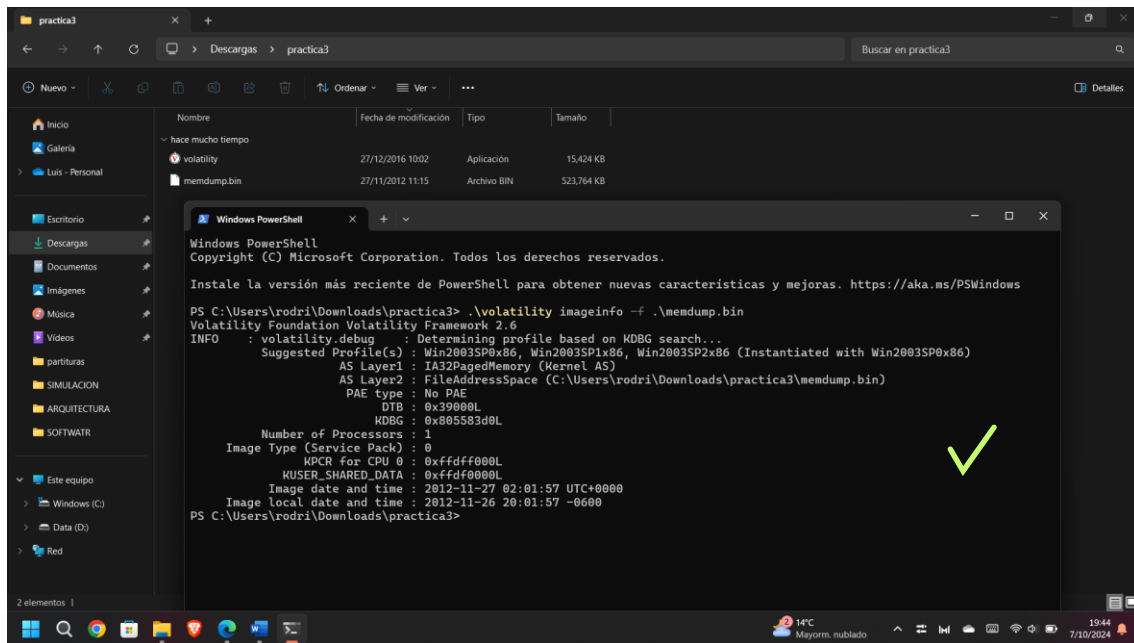 practica3
Descargas > practica3
Buscar en practica3
Nuevo
Ordenar
Ver
Detalles
Inicio
Galería
Luis - Personal
Escritorio
Descargas
Documentos
Imágenes
Música
Vídeos
partituras
SIMULACION
ARQUITECTURA
SOFTWATR
Este equipo
Windows (C:)
Data (D:)
Red
Nombre Fecha de modificación Tipo Tamaño
hace mucho tiempo
volatility 27/12/2016 10:02 Aplicación 15,424 KB
memdump.bin 27/11/2012 11:15 Archivo BIN 523,764 KB
Windows PowerShell
Windows PowerShell
Copyright (C) Microsoft Corporation. Todos los derechos reservados.
Instale la versión más reciente de PowerShell para obtener nuevas características y mejoras. https://aka.ms/PSWindows
PS C:\Users\rodri\Downloads\practica3> .\volatility imageinfo -f .\memdump.bin
Volatility Foundation Volatility Framework 2.6
INFO : volatility.debug : Determining profile based on KDBG search...
Suggested Profile(s) : Win2003SP0x86, Win2003SP1x86, Win2003SP2x86 (Instantiated with Win2003SP0x86)
AS Layer1 : IA32PagedMemory (Kernel AS)
AS Layer2 : FileAddressSpace (C:\Users\rodri\Downloads\practica3\memdump.bin)
PAE type : No PAE
DTB : 0x39000L
KDBG : 0x805583d0L
Number of Processors : 1
Image Type (Service Pack) : 0
KPCR for CPU 0 : 0xffdff000L
KUSER_SHARED_DATA : 0xffdf0000L
Image date and time : 2012-11-27 02:01:57 UTC+0000
Image local date and time : 2012-11-26 20:01:57 -0600
PS C:\Users\rodri\Downloads\practica3>
2 elementos
2
14°C
Mayorm. nublado
19:44
7/10/2024